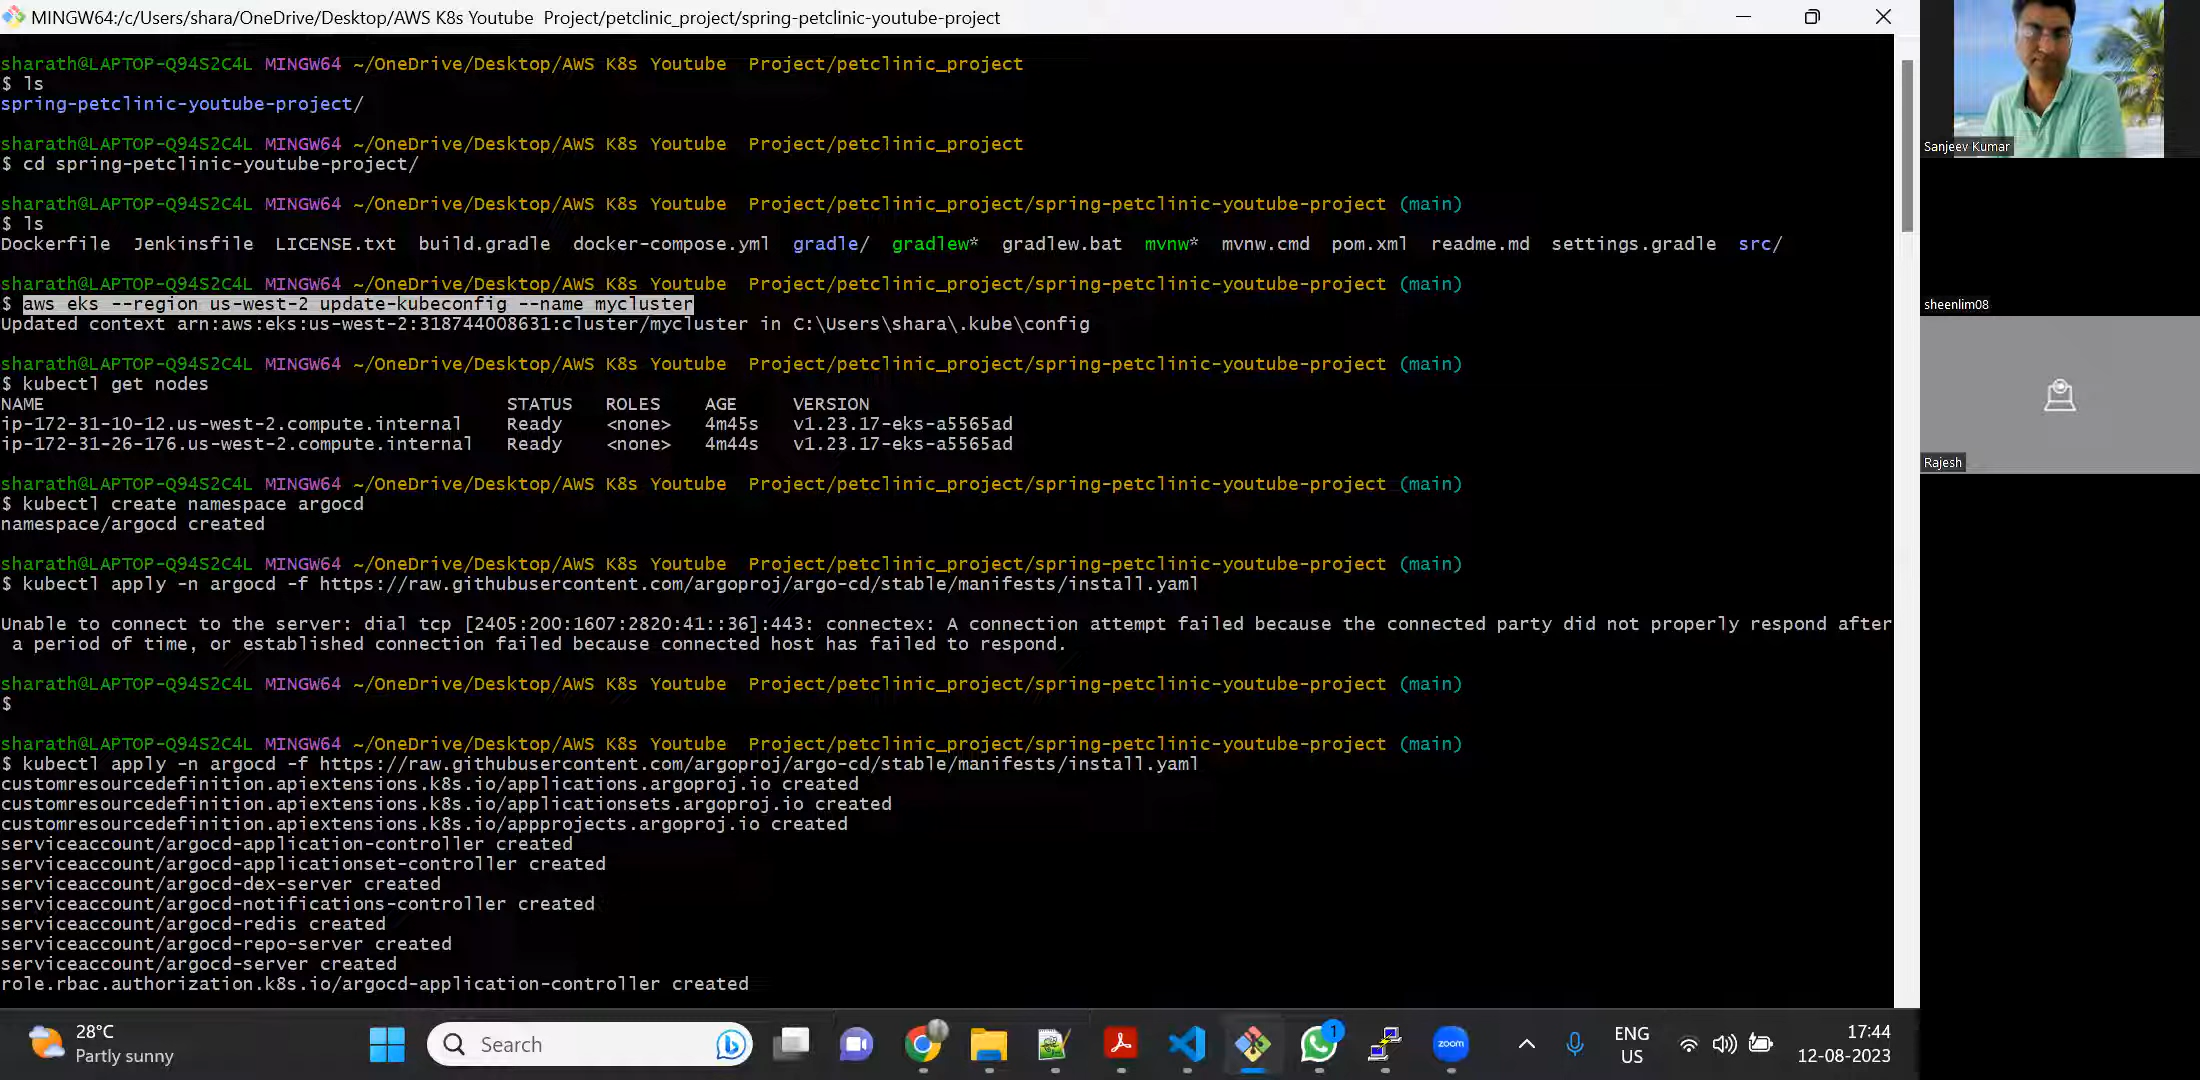 MINGW64:/c/Users/shara/OneDrive/Desktop/AWS K8s Youtube  Project/petclinic_project/spring-petclinic-youtube-project
sharath@LAPTOP-Q94S2C4L MINGW64 ~/OneDrive/Desktop/AWS K8s Youtube  Project/petclinic_project
$ ls
spring-petclinic-youtube-project/
sharath@LAPTOP-Q94S2C4L MINGW64 ~/OneDrive/Desktop/AWS K8s Youtube  Project/petclinic_project
$ cd spring-petclinic-youtube-project/
sharath@LAPTOP-Q94S2C4L MINGW64 ~/OneDrive/Desktop/AWS K8s Youtube  Project/petclinic_project/spring-petclinic-youtube-project (main)
$ ls
Dockerfile  Jenkinsfile  LICENSE.txt  build.gradle  docker-compose.yml  gradle/  gradlew*  gradlew.bat  mvnw*  mvnw.cmd  pom.xml  readme.md  settings.gradle  src/
sharath@LAPTOP-Q94S2C4L MINGW64 ~/OneDrive/Desktop/AWS K8s Youtube  Project/petclinic_project/spring-petclinic-youtube-project (main)
$ aws eks --region us-west-2 update-kubeconfig --name mycluster
Updated context arn:aws:eks:us-west-2:318744008631:cluster/mycluster in C:\Users\shara\.kube\config
sharath@LAPTOP-Q94S2C4L MINGW64 ~/OneDrive/Desktop/AWS K8s Youtube  Project/petclinic_project/spring-petclinic-youtube-project (main)
$ kubectl get nodes
NAME                                          STATUS   ROLES    AGE     VERSION
ip-172-31-10-12.us-west-2.compute.internal    Ready    <none>   4m45s   v1.23.17-eks-a5565ad
ip-172-31-26-176.us-west-2.compute.internal   Ready    <none>   4m44s   v1.23.17-eks-a5565ad
sharath@LAPTOP-Q94S2C4L MINGW64 ~/OneDrive/Desktop/AWS K8s Youtube  Project/petclinic_project/spring-petclinic-youtube-project (main)
$ kubectl create namespace argocd
namespace/argocd created
sharath@LAPTOP-Q94S2C4L MINGW64 ~/OneDrive/Desktop/AWS K8s Youtube  Project/petclinic_project/spring-petclinic-youtube-project (main)
$ kubectl apply -n argocd -f https://raw.githubusercontent.com/argoproj/argo-cd/stable/manifests/install.yaml
Unable to connect to the server: dial tcp [2405:200:1607:2820:41::36]:443: connectex: A connection attempt failed because the connected party did not properly respond after
a period of time, or established connection failed because connected host has failed to respond.
sharath@LAPTOP-Q94S2C4L MINGW64 ~/OneDrive/Desktop/AWS K8s Youtube  Project/petclinic_project/spring-petclinic-youtube-project (main)
$
sharath@LAPTOP-Q94S2C4L MINGW64 ~/OneDrive/Desktop/AWS K8s Youtube  Project/petclinic_project/spring-petclinic-youtube-project (main)
$ kubectl apply -n argocd -f https://raw.githubusercontent.com/argoproj/argo-cd/stable/manifests/install.yaml
customresourcedefinition.apiextensions.k8s.io/applications.argoproj.io created
customresourcedefinition.apiextensions.k8s.io/applicationsets.argoproj.io created
customresourcedefinition.apiextensions.k8s.io/appprojects.argoproj.io created
serviceaccount/argocd-application-controller created
serviceaccount/argocd-applicationset-controller created
serviceaccount/argocd-dex-server created
serviceaccount/argocd-notifications-controller created
serviceaccount/argocd-redis created
serviceaccount/argocd-repo-server created
serviceaccount/argocd-server created
role.rbac.authorization.k8s.io/argocd-application-controller created
Sanjeev Kumar
sheenlim08
Rajesh
28°C
Partly sunny
Search
1
zoom
ENG
US
17:44
12-08-2023